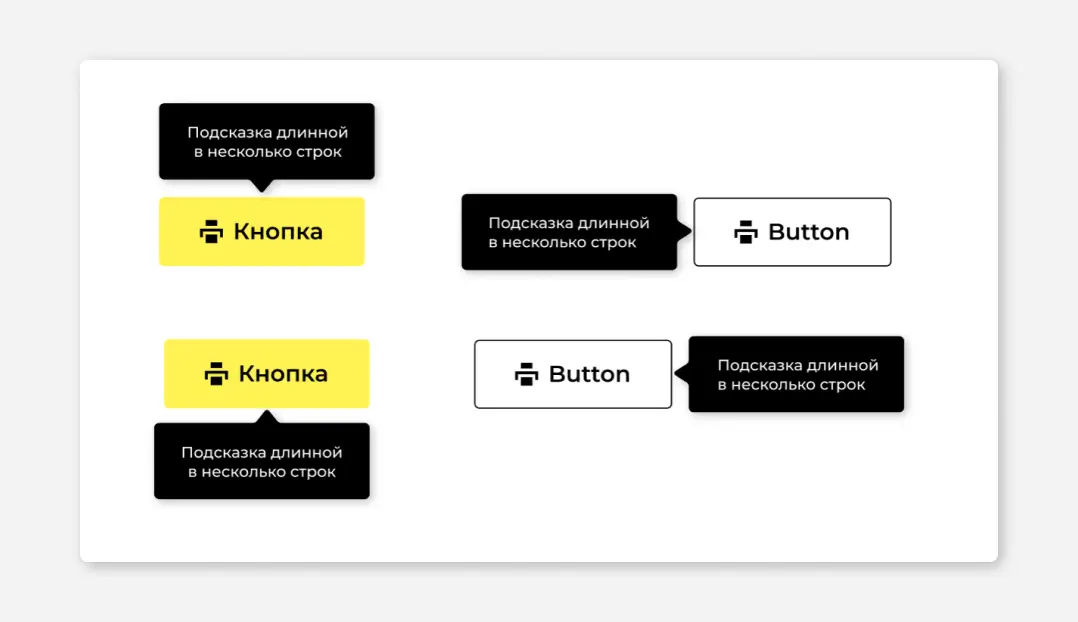 Подсказка длинной
в несколько строк
Кнопка
Подсказка длинной
в несколько строк
Button
Кнопка
Подсказка длинной
в несколько строк
Button
Подсказка длинной
в несколько строк